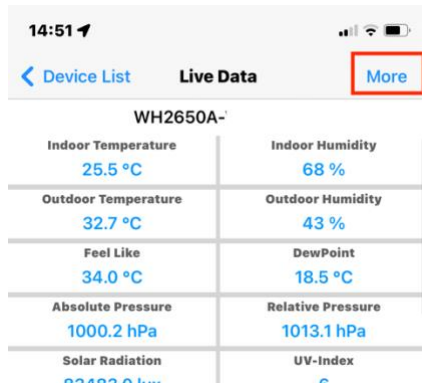 14:51
Device List Live Data More
WH2650A-
Indoor Temperature Indoor Humidity
25.5 °C 68 %
Outdoor Temperature Outdoor Humidity
32.7 °C 43 %
Feel Like DewPoint
34.0 °C 18.5 °C
Absolute Pressure Relative Pressure
1000.2 hPa 1013.1 hPa
Solar Radiation UV-Index